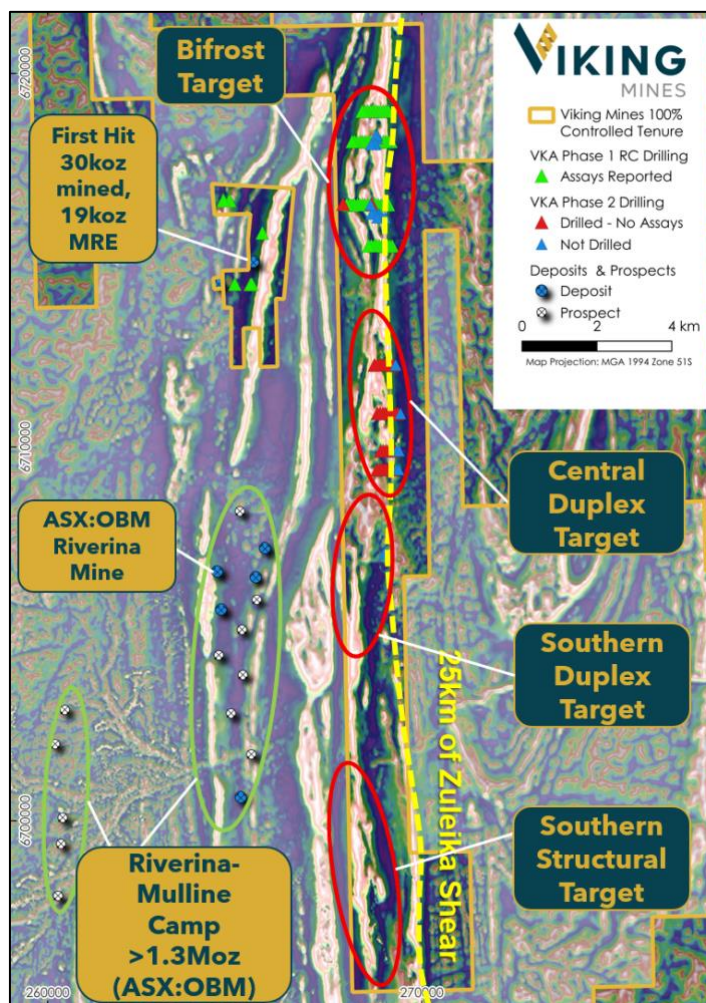 6720000
Bifrost
Target
First Hit
30koz
mined,
19koz
MRE
VIKING
MINES
Viking Mines 100%
Controlled Tenure
VKA Phase 1 RC Drilling
Assays Reported
VKA Phase 2 Drilling
Drilled - No Assays
Not Drilled
Deposits & Prospects
Deposit
Prospect
0 2 4 km
Map Projection: MGA 1994 Zone 51S
6710000
Central
Duplex
Target
ASX:OBM
Riverina
Mine
Southern
Duplex
Target
25km of Zuleika Shear
6700000
Southern
Structural
Target
Riverina-
Mulline
Camp
>1.3Moz
(ASX:OBM)
260000
270000